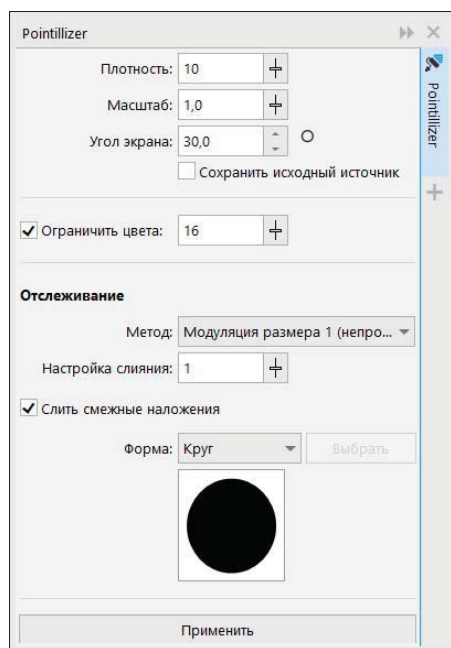 Pointillizer
Плотность: 10
Масштаб: 1,0
Угол экрана: 30,0
Сохранить исходный источник
Ограничить цвета: 16
Отслеживание
Метод: Модуляция размера 1 (непро...
Настройка слияния: 1
Слить смежные наложения
Форма: Круг Выбрать
Применить
Pointillizer